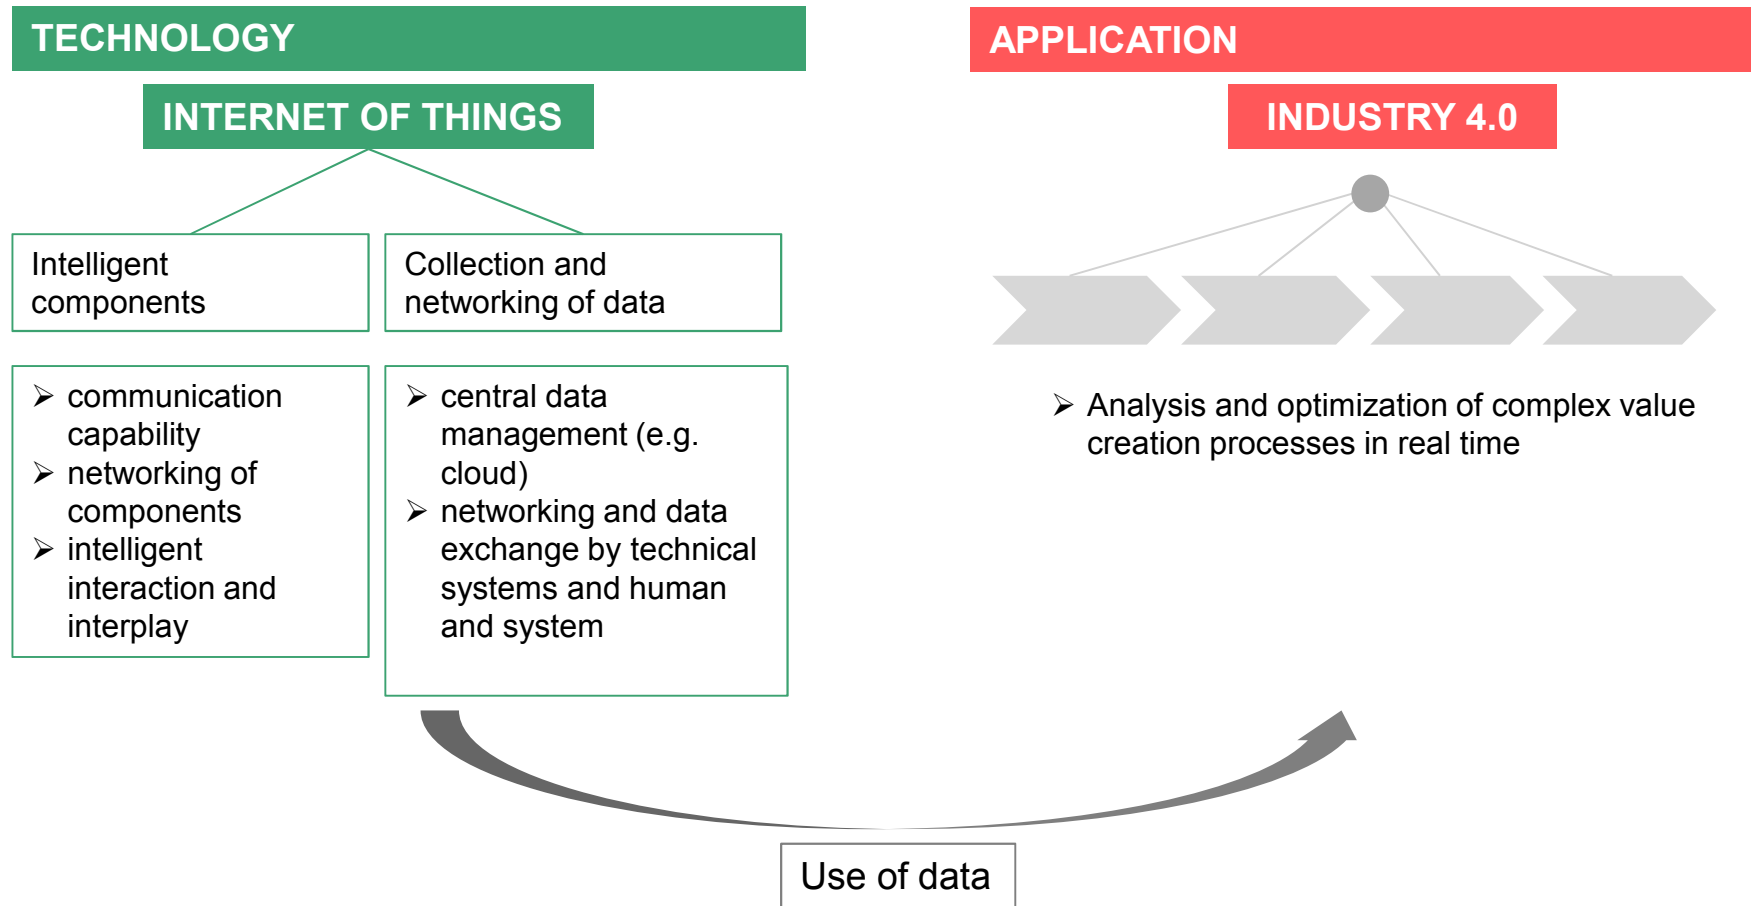 TECHNOLOGY
INTERNET OF THINGS
Intelligent
components
Collection and
networking of data
➢ communication
capability
➢ networking of
components
➢ intelligent
interaction and
interplay
➢ central data
management (e.g.
cloud)
➢ networking and data
exchange by technical
systems and human
and system
APPLICATION
INDUSTRY 4.0
➢ Analysis and optimization of complex value
creation processes in real time
Use of data